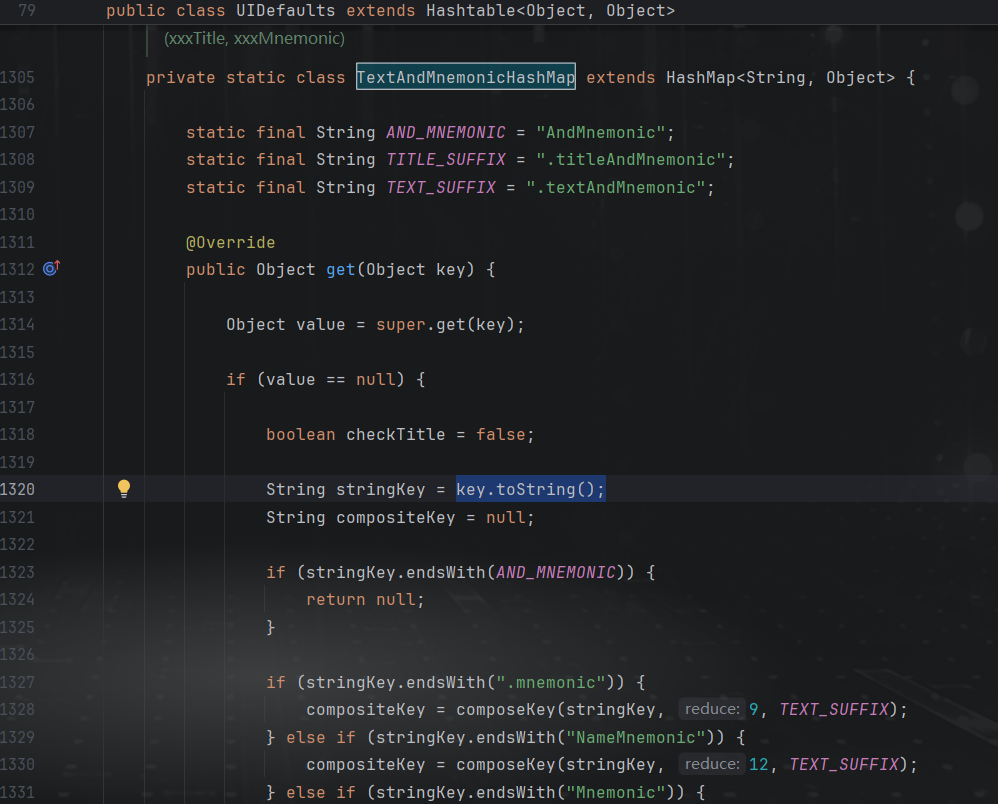 79 public class UIDefaults extends Hashtable<Object, Object>
(xxxTitle, xxxMnemonic)
1305 private static class TextAndMnemonicHashMap extends HashMap<String, Object> {
1306
1307 static final String AND_MNEMONIC = "AndMnemonic";
1308 static final String TITLE_SUFFIX = ".titleAndMnemonic";
1309 static final String TEXT_SUFFIX = ".textAndMnemonic";
1310
1311 @Override
1312 public Object get(Object key) {
1313
1314 Object value = super.get(key);
1315
1316 if (value == null) {
1317
1318 boolean checkTitle = false;
1319
1320 String stringKey = key.toString();
1321 String compositeKey = null;
1322
1323 if (stringKey.endsWith(AND_MNEMONIC)) {
1324 return null;
1325 }
1326
1327 if (stringKey.endsWith(".mnemonic")) {
1328 compositeKey = composeKey(stringKey, reduce: 9, TEXT_SUFFIX);
1329 } else if (stringKey.endsWith("NameMnemonic")) {
1330 compositeKey = composeKey(stringKey, reduce: 12, TEXT_SUFFIX);
1331 } else if (stringKey.endsWith("Mnemonic")) {